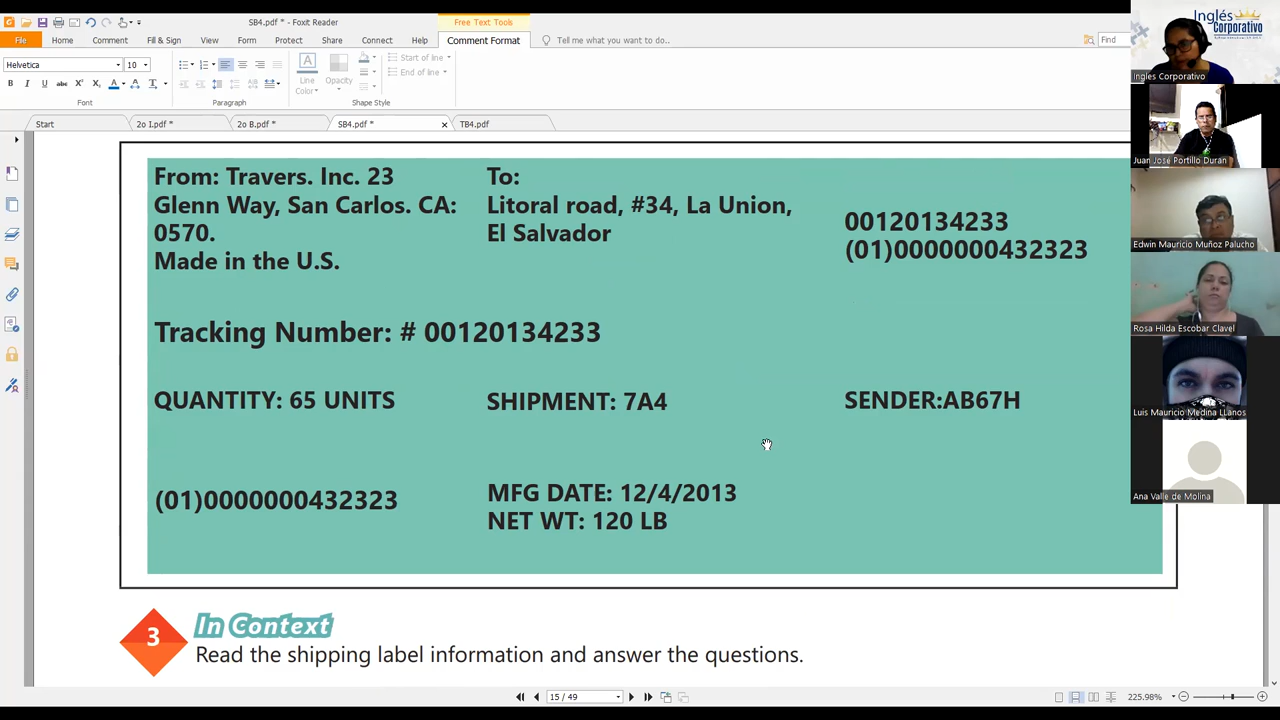 SB4.pdf * - Foxit Reader
Free Text Tools
File
Home
Comment
Fill & Sign
View
Form
Protect
Share
Connect
Help
Comment Format
Tell me what you want to do..
Find
Helvetica
10
Line Color
Opacity
Start of line
End of line
Font
Paragraph
Shape Style
Start
2o I.pdf *
2o B.pdf *
SB4.pdf *
TB4.pdf
From: Travers. Inc. 23
Glenn Way, San Carlos. CA:
0570.
Made in the U.S.
To:
Litoral road, #34, La Union,
El Salvador
00120134233
(01)0000000432323
Tracking Number: # 00120134233
QUANTITY: 65 UNITS
SHIPMENT: 7A4
SENDER:AB67H
(01)0000000432323
MFG DATE: 12/4/2013
NET WT: 120 LB
3
In Context
Read the shipping label information and answer the questions.
15 / 49
225.98%
Inglés
Corporativo
Ingles Corporativo
Juan José Portillo Duran
Edwin Mauricio Muñoz Palucho
Rosa Hilda Escobar Clavel
Luis Mauricio Medina LLanos
Ana Valle de Molina